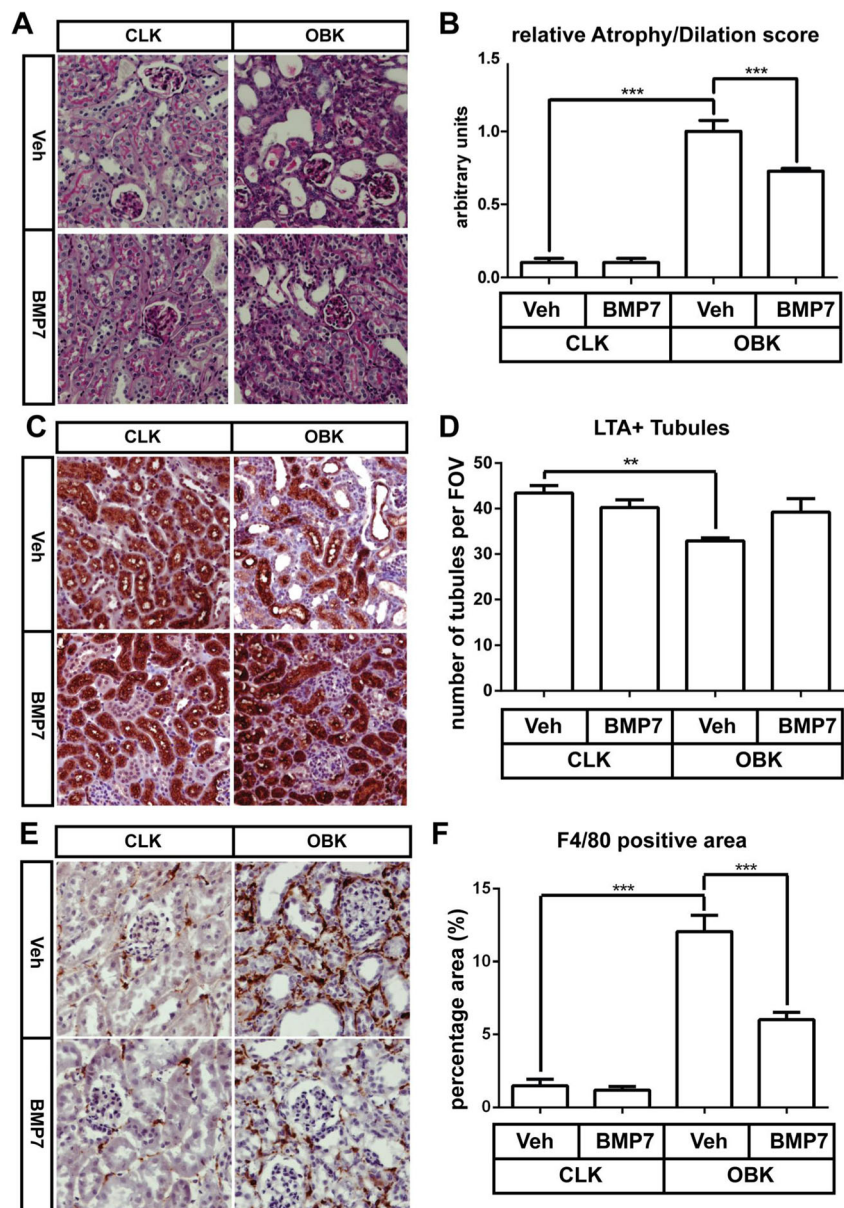 A
CLK
OBK
Veh
BMP7
B
relative Atrophy/Dilation score
arbitrary units
1.5
1.0
0.5
0.0
***
***
Veh
BMP7
Veh
BMP7
CLK
OBK
C
CLK
OBK
Veh
BMP7
D
LTA+ Tubules
number of tubules per FOV
50
40
30
20
10
0
**
Veh
BMP7
Veh
BMP7
CLK
OBK
E
CLK
OBK
Veh
BMP7
F
F4/80 positive area
percentage area (%)
15
10
5
0
***
***
Veh
BMP7
Veh
BMP7
CLK
OBK